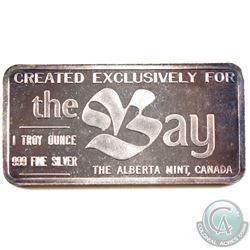 CREATED EXCLUSIVELY FOR
the Bay
1 TROY OUNCE
999 FINE SILVER
THE ALBERTA MINT, CANADA